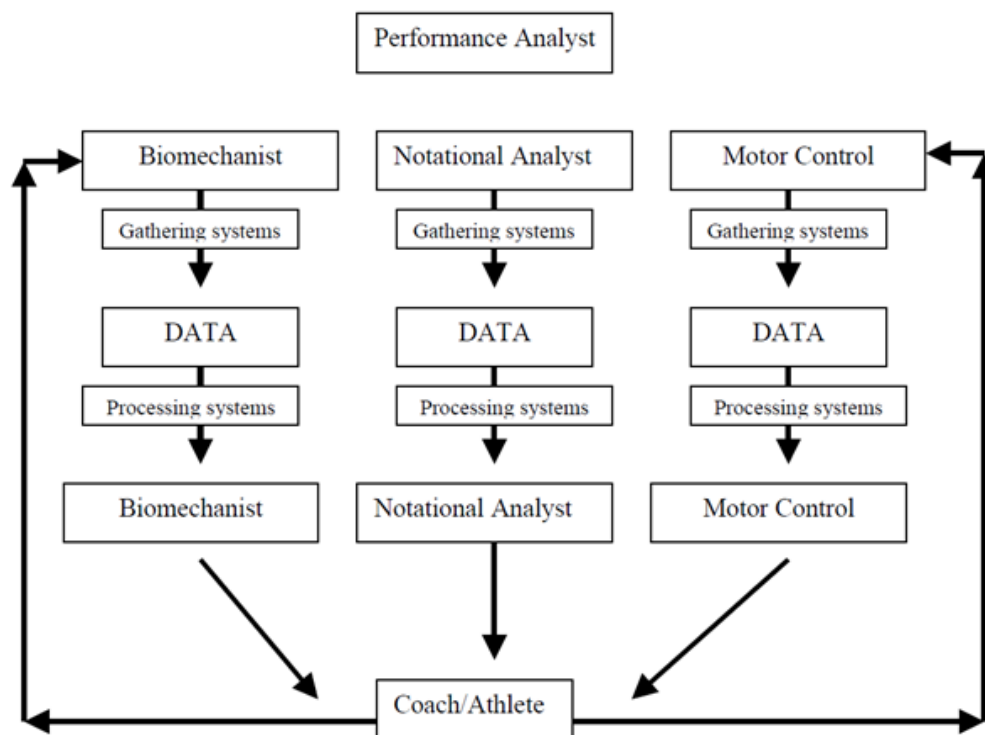 Performance Analyst
Biomechanist
Notational Analyst
Motor Control
Gathering systems
Gathering systems
Gathering systems
DATA
DATA
DATA
Processing systems
Processing systems
Processing systems
Biomechanist
Notational Analyst
Motor Control
Coach/Athlete